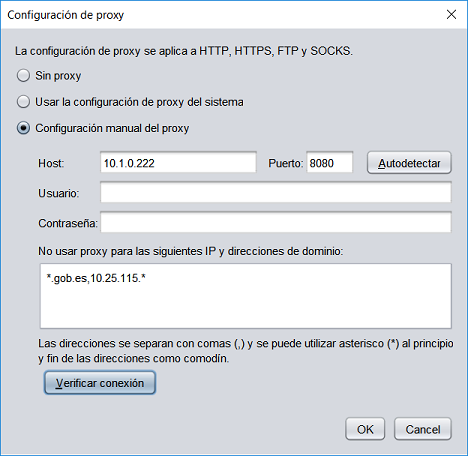 Configuración de proxy
La configuración de proxy se aplica a HTTP, HTTPS, FTP y SOCKS.
Sin proxy
Usar la configuración de proxy del sistema
Configuración manual del proxy
Host: 10.1.0.222 Puerto: 8080 Autodetectar
Usuario:
Contraseña:
No usar proxy para las siguientes IP y direcciones de dominio:
*.gob.es,10.25.115.*
Las direcciones se separan con comas (,) y se puede utilizar asterisco (*) al principio
y fin de las direcciones como comodín.
Verificar conexión
OK Cancel